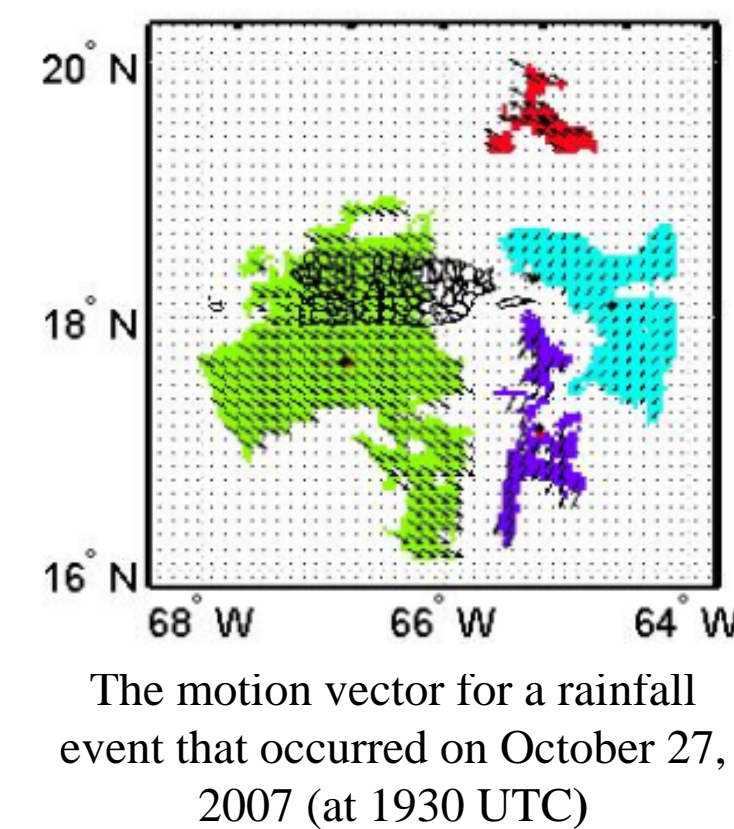 20° N
18° N
16° N
68° W 66° W 64° W
The motion vector for a rainfall
event that occurred on October 27,
2007 (at 1930 UTC)